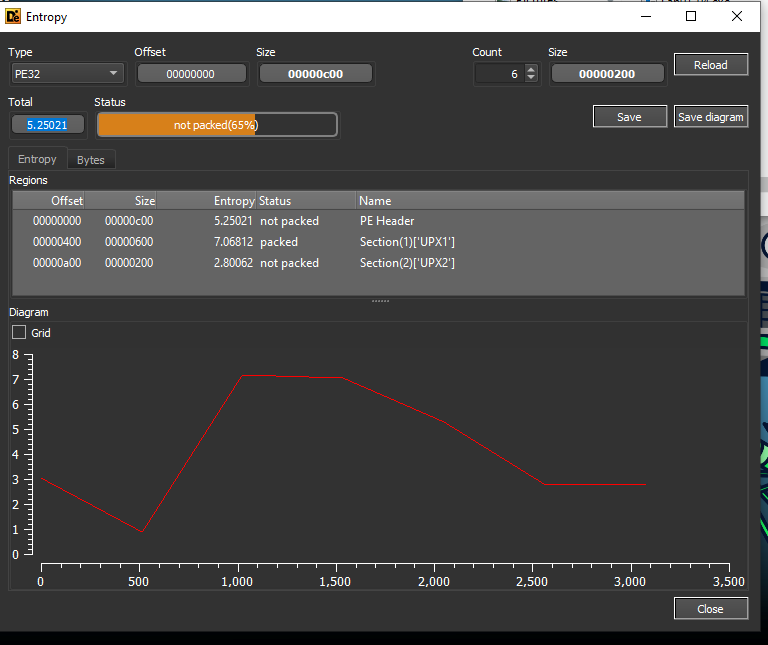 Entropy
Type Offset Size Count Size
PE32 00000000 00000c00 6 00000200 Reload
Total Status
5.25021 not packed(65%) Save Save diagram
Entropy Bytes
Regions
Offset Size Entropy Status Name
00000000 00000c00 5.25021 not packed PE Header
00000400 00000600 7.06812 packed Section(1)['UPX1']
00000a00 00000200 2.80062 not packed Section(2)['UPX2']
Diagram
Grid
8
7
6
5
4
3
2
1
0
0 500 1,000 1,500 2,000 2,500 3,000 3,500
Close